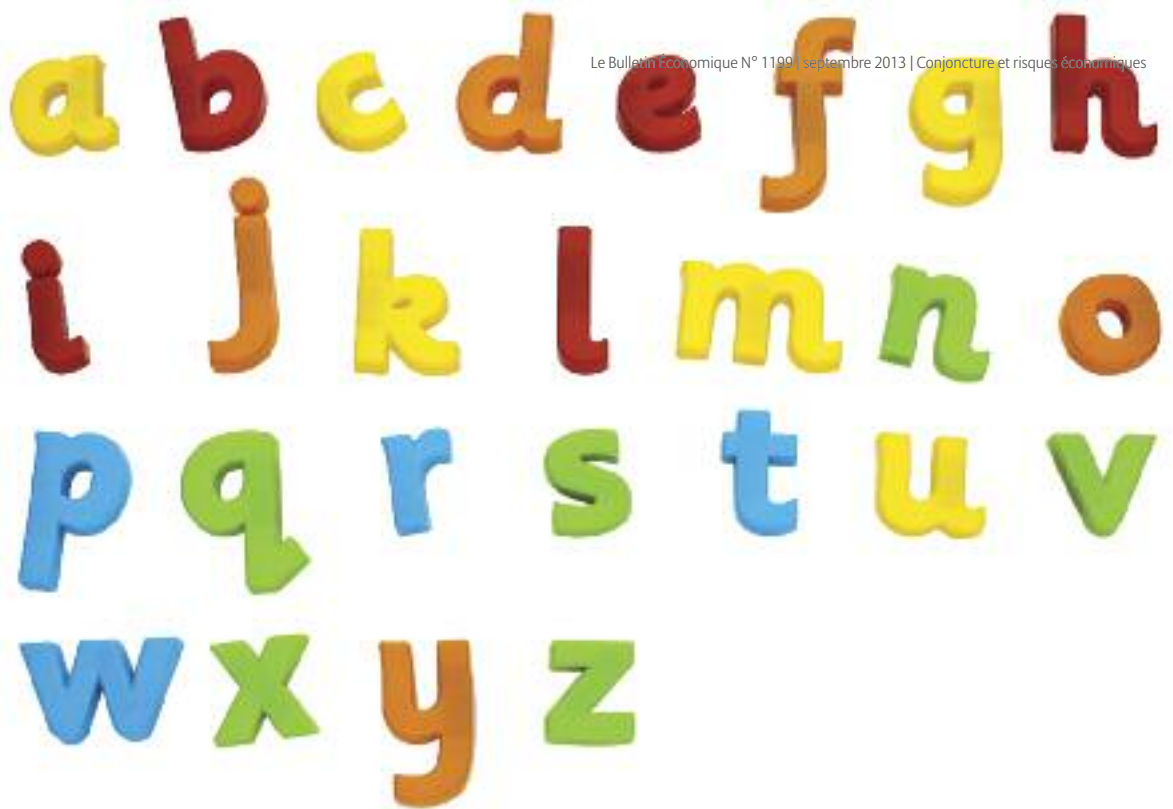 Le Bulletin Économique N° 1199 | septembre 2013 | Conjoncture et risques économiques
a b c d e f g h
i j k l m n o
p q r s t u v
w x y z